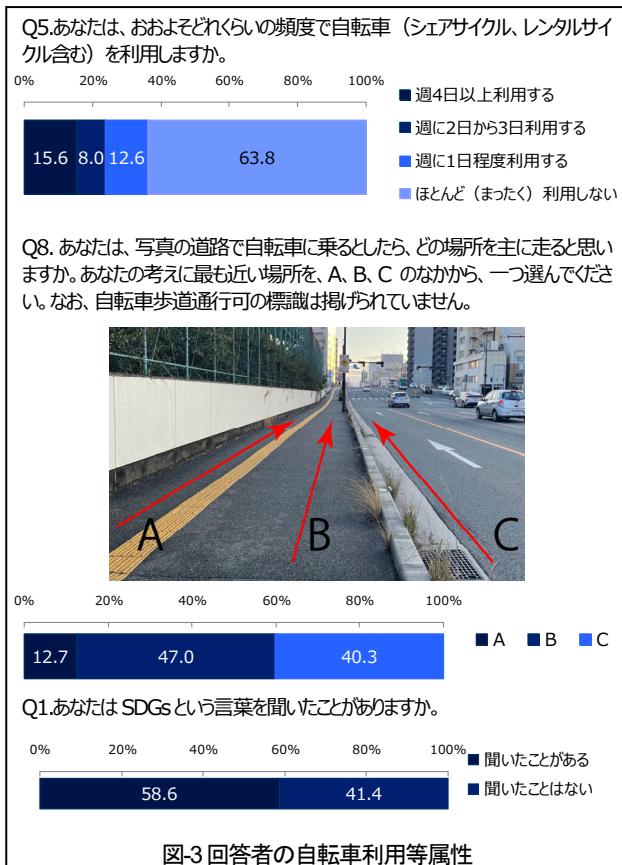 Q5.あなたは、おおよそどれくらいの頻度で自転車（シェアサイクル、レンタルサイ
クル含む）を利用しますか。
0% 20% 40% 60% 80% 100%
15.6 8.0 12.6 63.8
週4日以上利用する
週に2日から3日利用する
週に1日程度利用する
ほとんど（まったく）利用しない
Q8. あなたは、写真の道路で自転車に乗るとしたら、どの場所を主に走ると思い
ますか。あなたの考えに最も近い場所を、A、B、C のなかから、一つ選んでくださ
い。なお、自転車歩道通行可の標識は掲げられていません。
A B C
0% 20% 40% 60% 80% 100%
12.7 47.0 40.3
A B C
Q1.あなたは SDGsという言葉を聞いたことがありますか。
0% 20% 40% 60% 80% 100%
58.6 41.4
聞いたことがある
聞いたことはない
図-3 回答者の自転車利用等属性